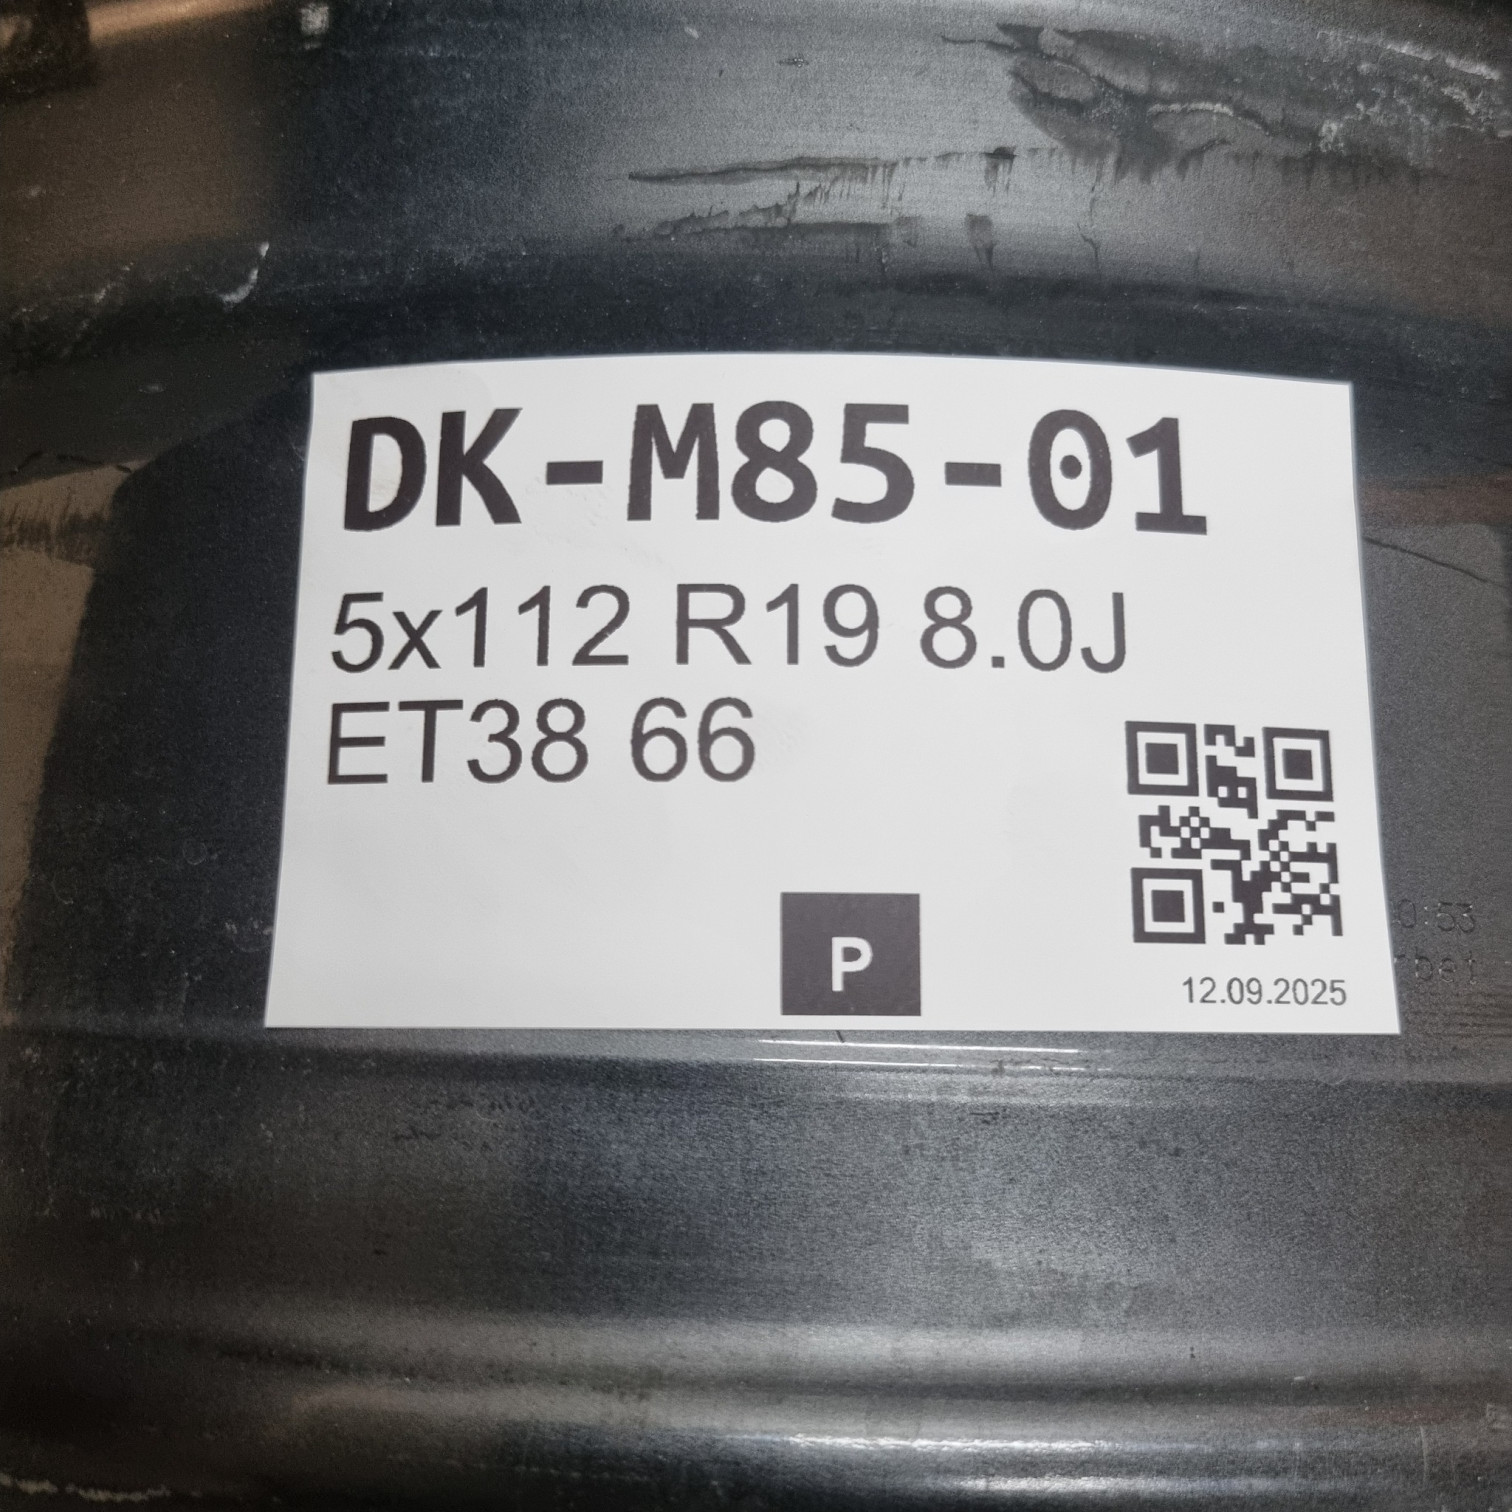 DK-M85-01
5x112 R19 8.0J
ET38 66
P
12.09.2025